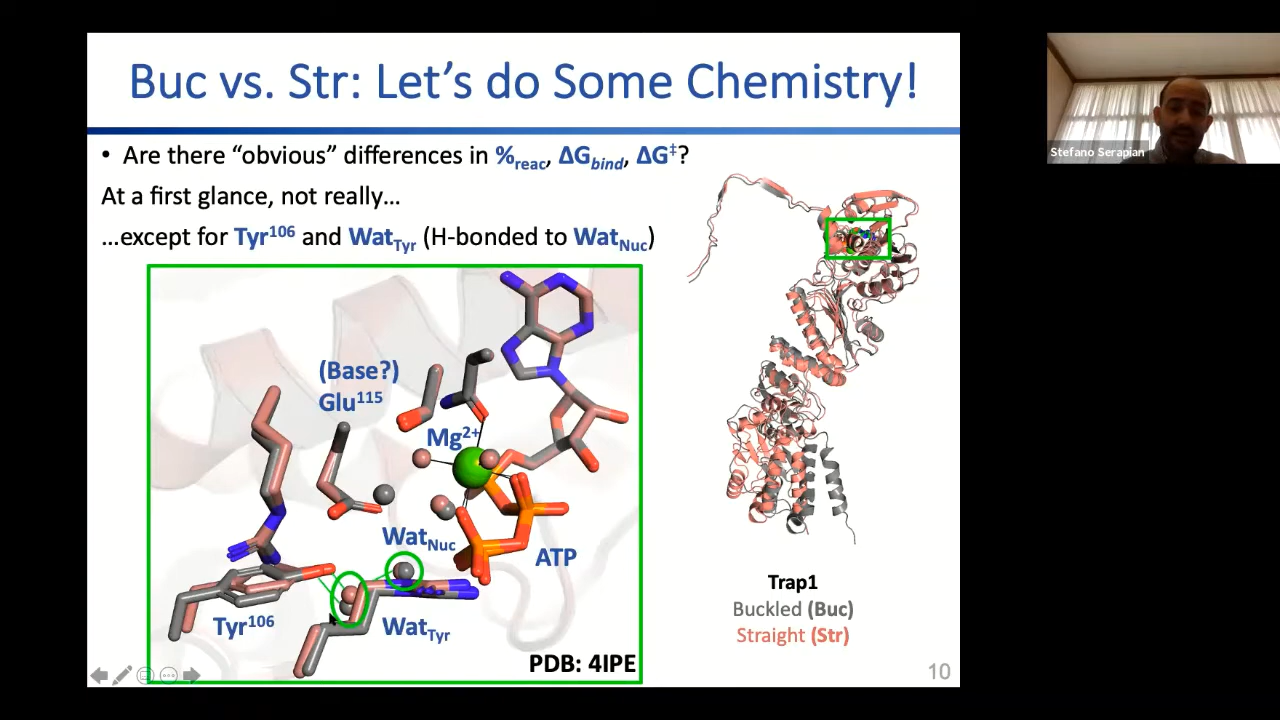 Buc vs. Str: Let's do Some Chemistry!
• Are there "obvious" differences in %reac, ΔGbind, ΔG‡?
At a first glance, not really…
…except for Tyr106 and WatTyr (H-bonded to WatNuc)
(Base?)
Glu115
Mg2+
WatNuc
ATP
Tyr106
WatTyr
PDB: 4IPE
Trap1
Buckled (Buc)
Straight (Str)
10
Stefano Serapian